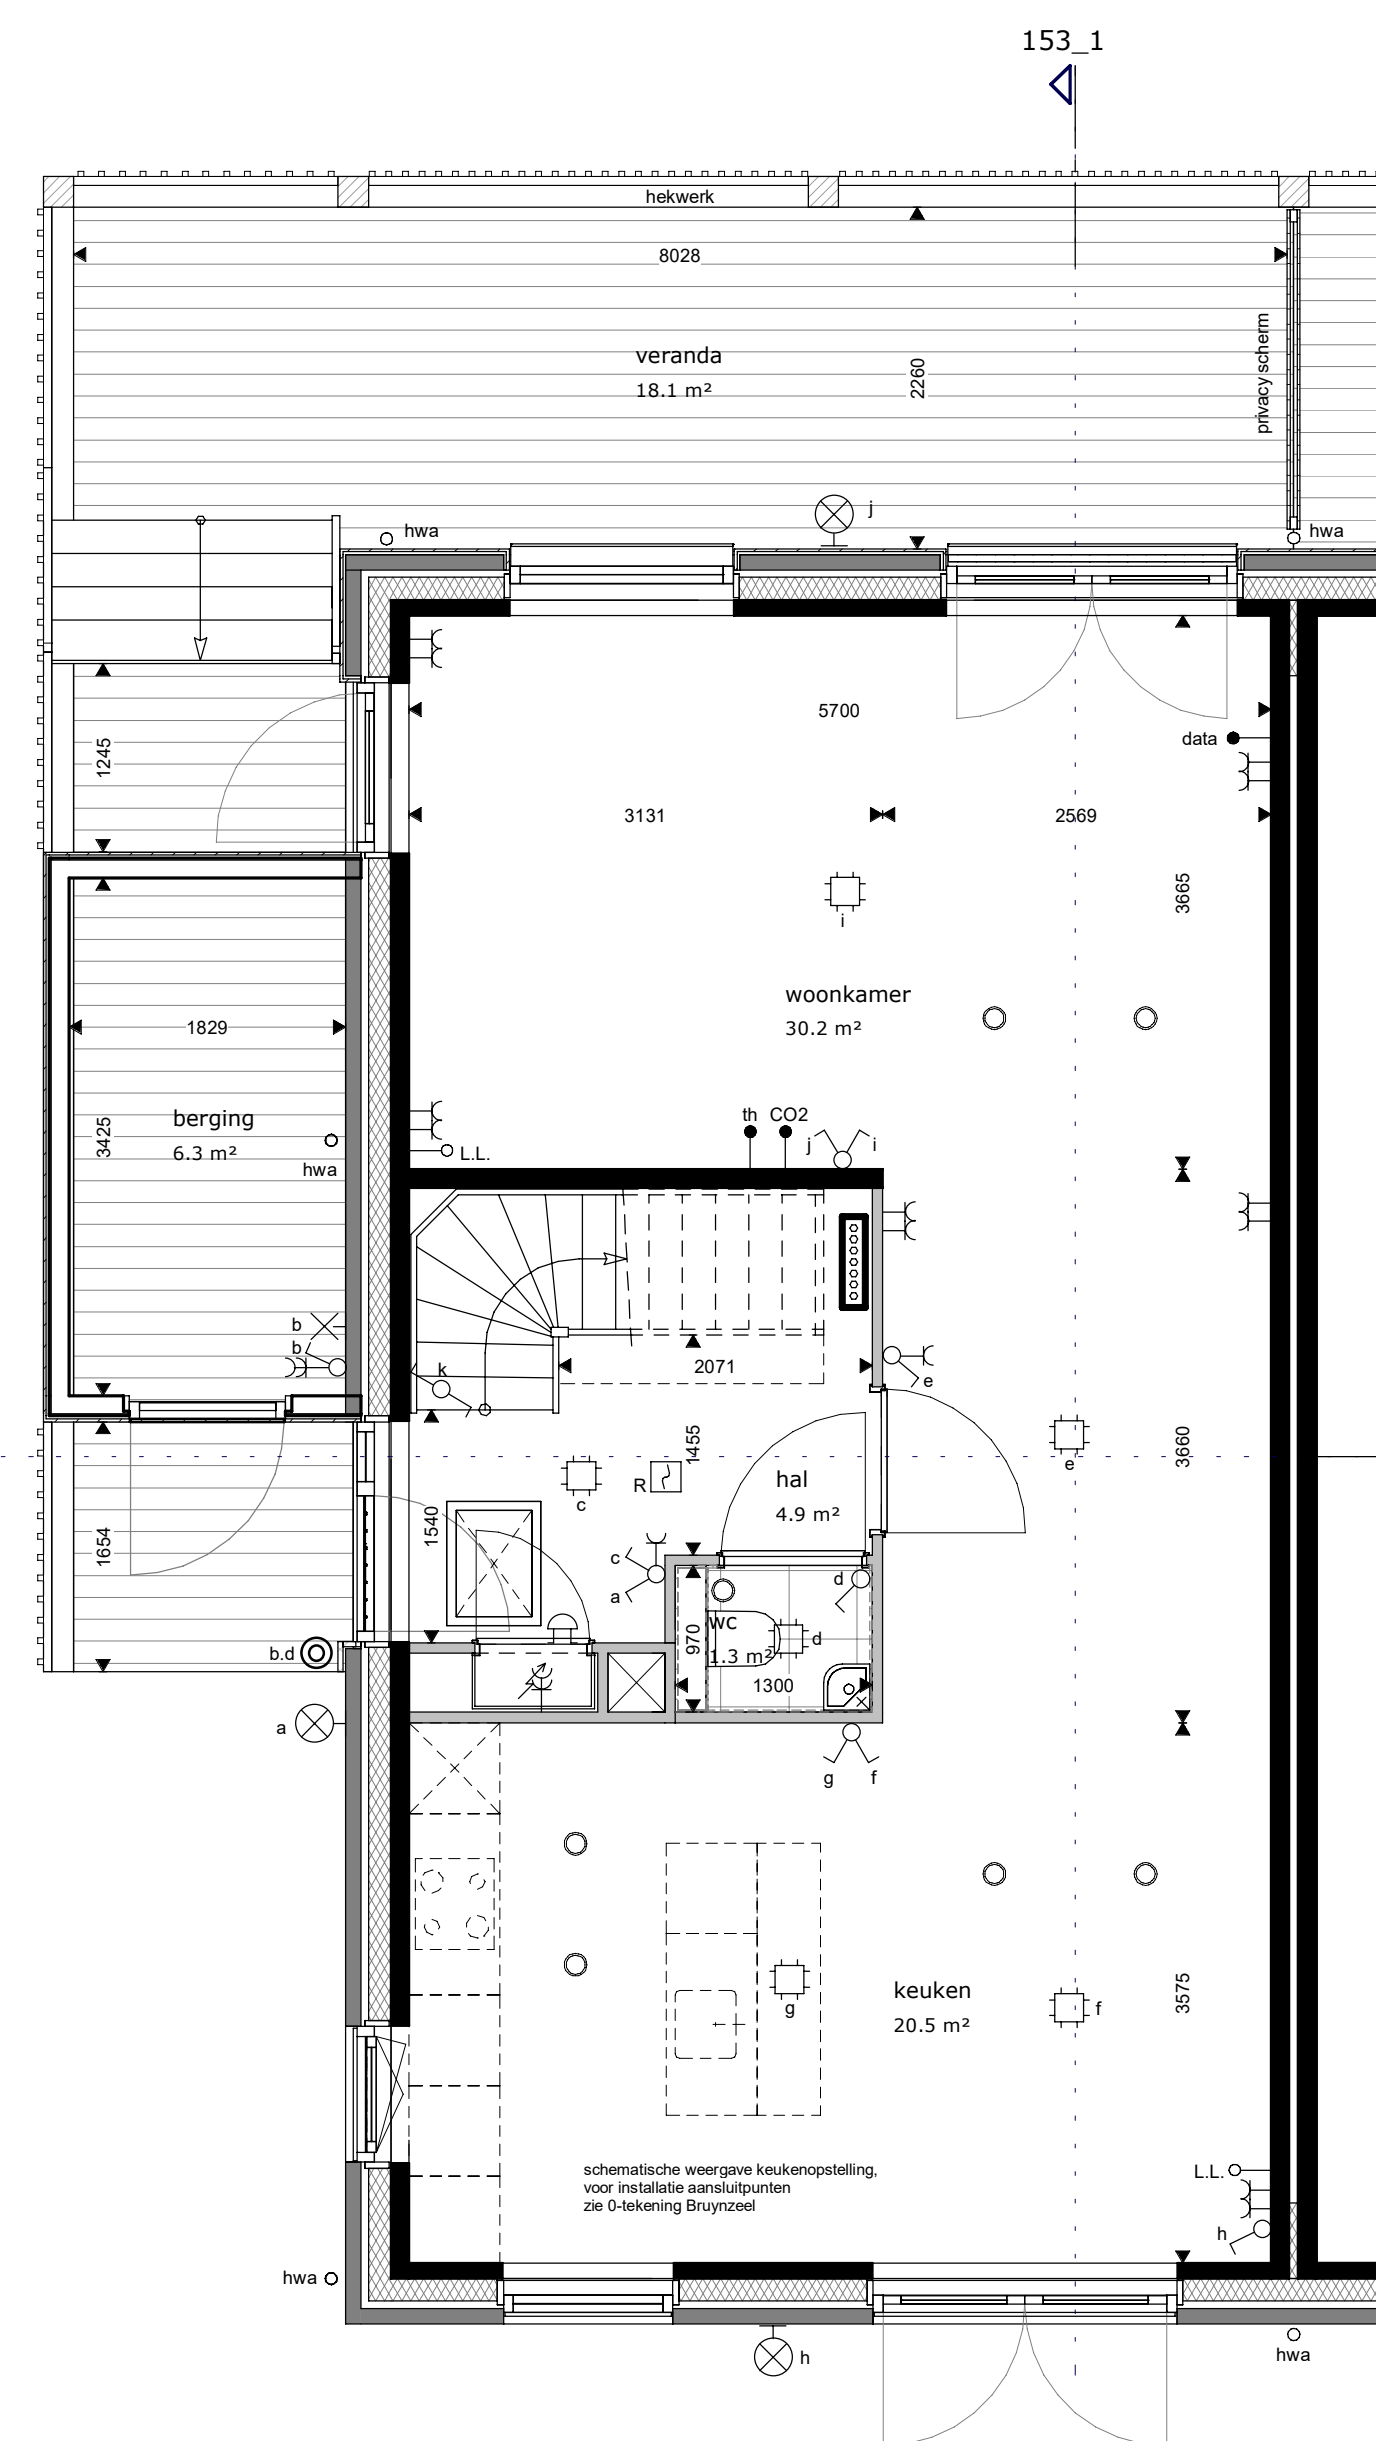 153_1
hekwerk
8028
veranda
18.1 m²
2260
privacy scherm
j
hwa
hwa
5700
data
1245
3131
2569
3665
i
woonkamer
30.2 m²
1829
berging
6.3 m²
3425
hwa
th
CO2
j
i
L.L.
b
b
k
2071
e
1455
hal
4.9 m²
e
3660
R
c
1540
1654
c
a
d
wc
1.3 m²
d
970
1300
b.d
a
g
f
keuken
20.5 m²
g
f
3575
schematische weergave keukenopstelling,
voor installatie aansluitpunten
zie 0-tekening Bruynzeel
L.L.
h
hwa
h
hwa